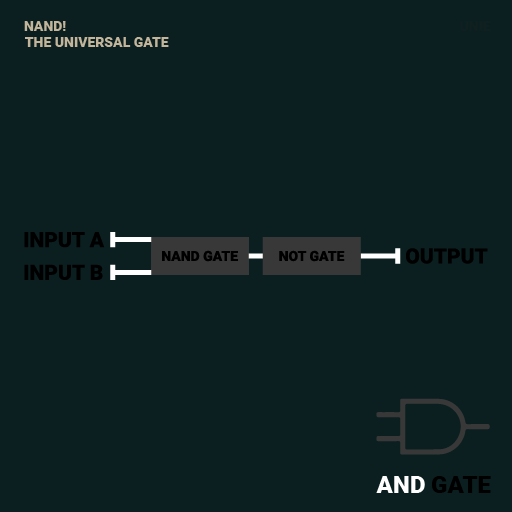 NAND!
THE UNIVERSAL GATE
INPUT A
NAND GATE
NOT GATE
OUTPUT
INPUT B
AND GATE